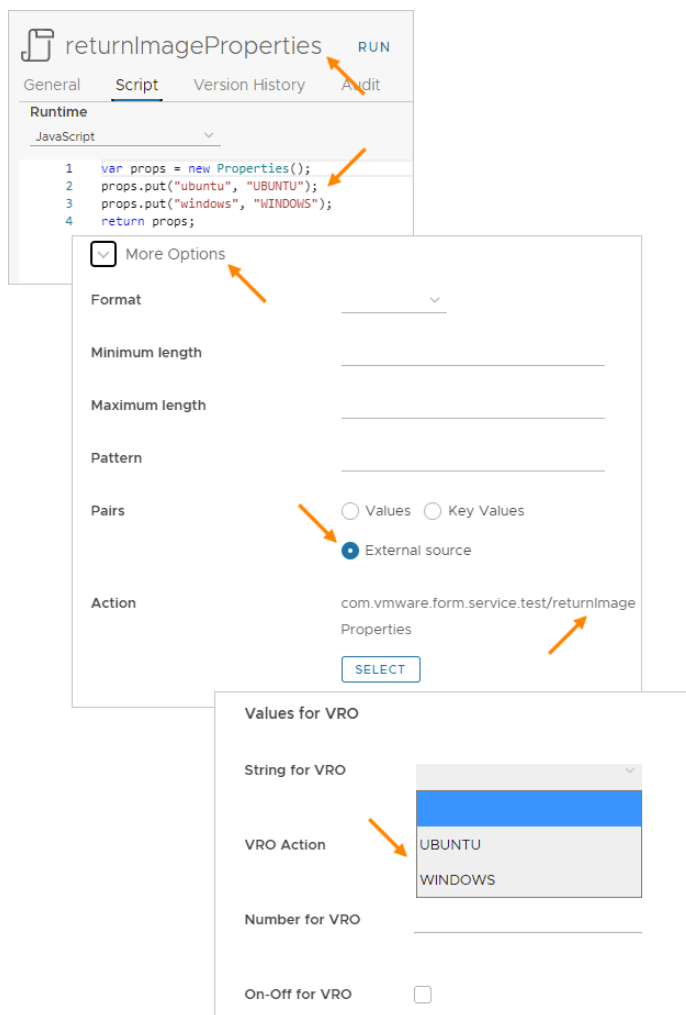 returnImageProperties RUN
General Script Version History Audit
Runtime
JavaScript
1 var props = new Properties();
2 props.put("ubuntu", "UBUNTU");
3 props.put("windows", "WINDOWS");
4 return props;
More Options
Format
Minimum length
Maximum length
Pattern
Pairs Values Key Values
External source
Action com.vmware.form.service.test/returnImage
Properties
SELECT
Values for VRO
String for VRO
VRO Action UBUNTU
WINDOWS
Number for VRO
On-Off for VRO